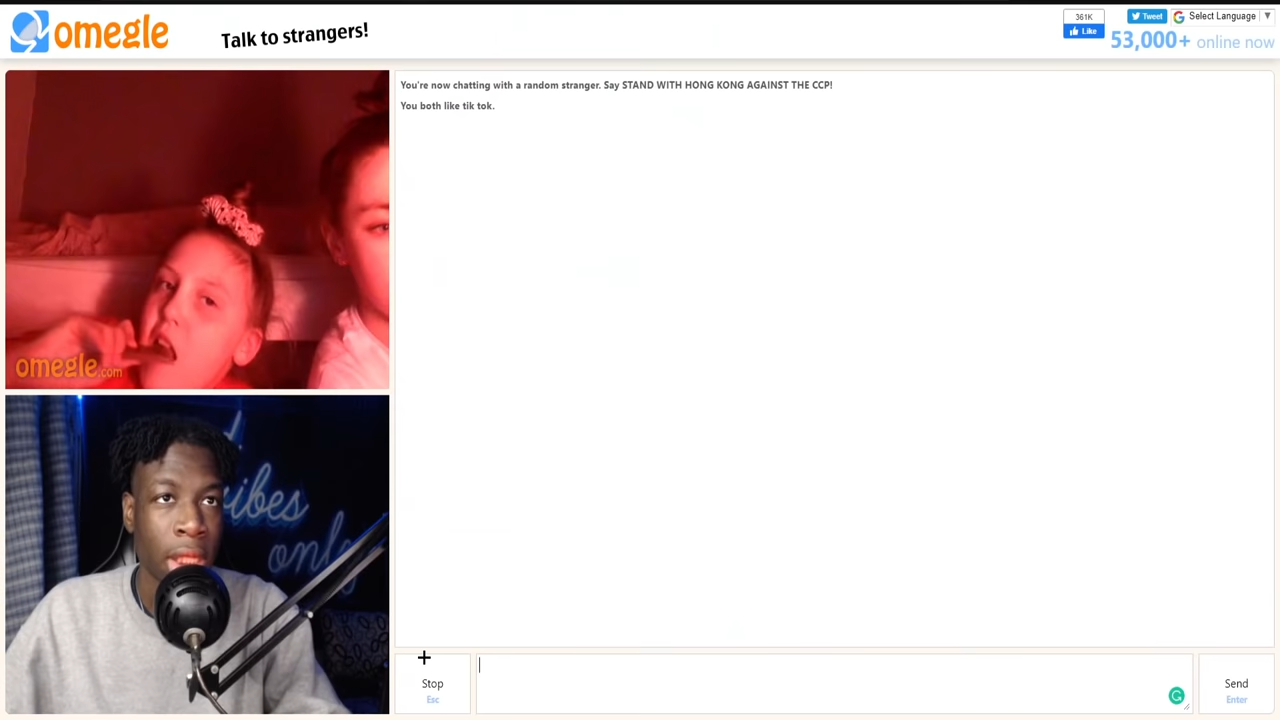 omegle
Talk to strangers!
361K
Like
Tweet
Select Language
53,000+ online now
You're now chatting with a random stranger. Say STAND WITH HONG KONG AGAINST THE CCP!
You both like tik tok.
omegle.com
vibes
only
Stop
Esc
Send
Enter